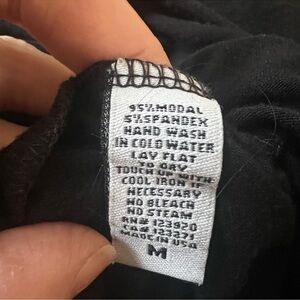 95%MODAL
5%SPANDEX
HAND WASH
IN COLD WATER
LAY FLAT
TO DRY
TOUCH UP WITH
COOL IRON IF
NECESSARY
NO BLEACH
NO STEAM
RN# 123920
CA# 123371
MADE IN USA
M